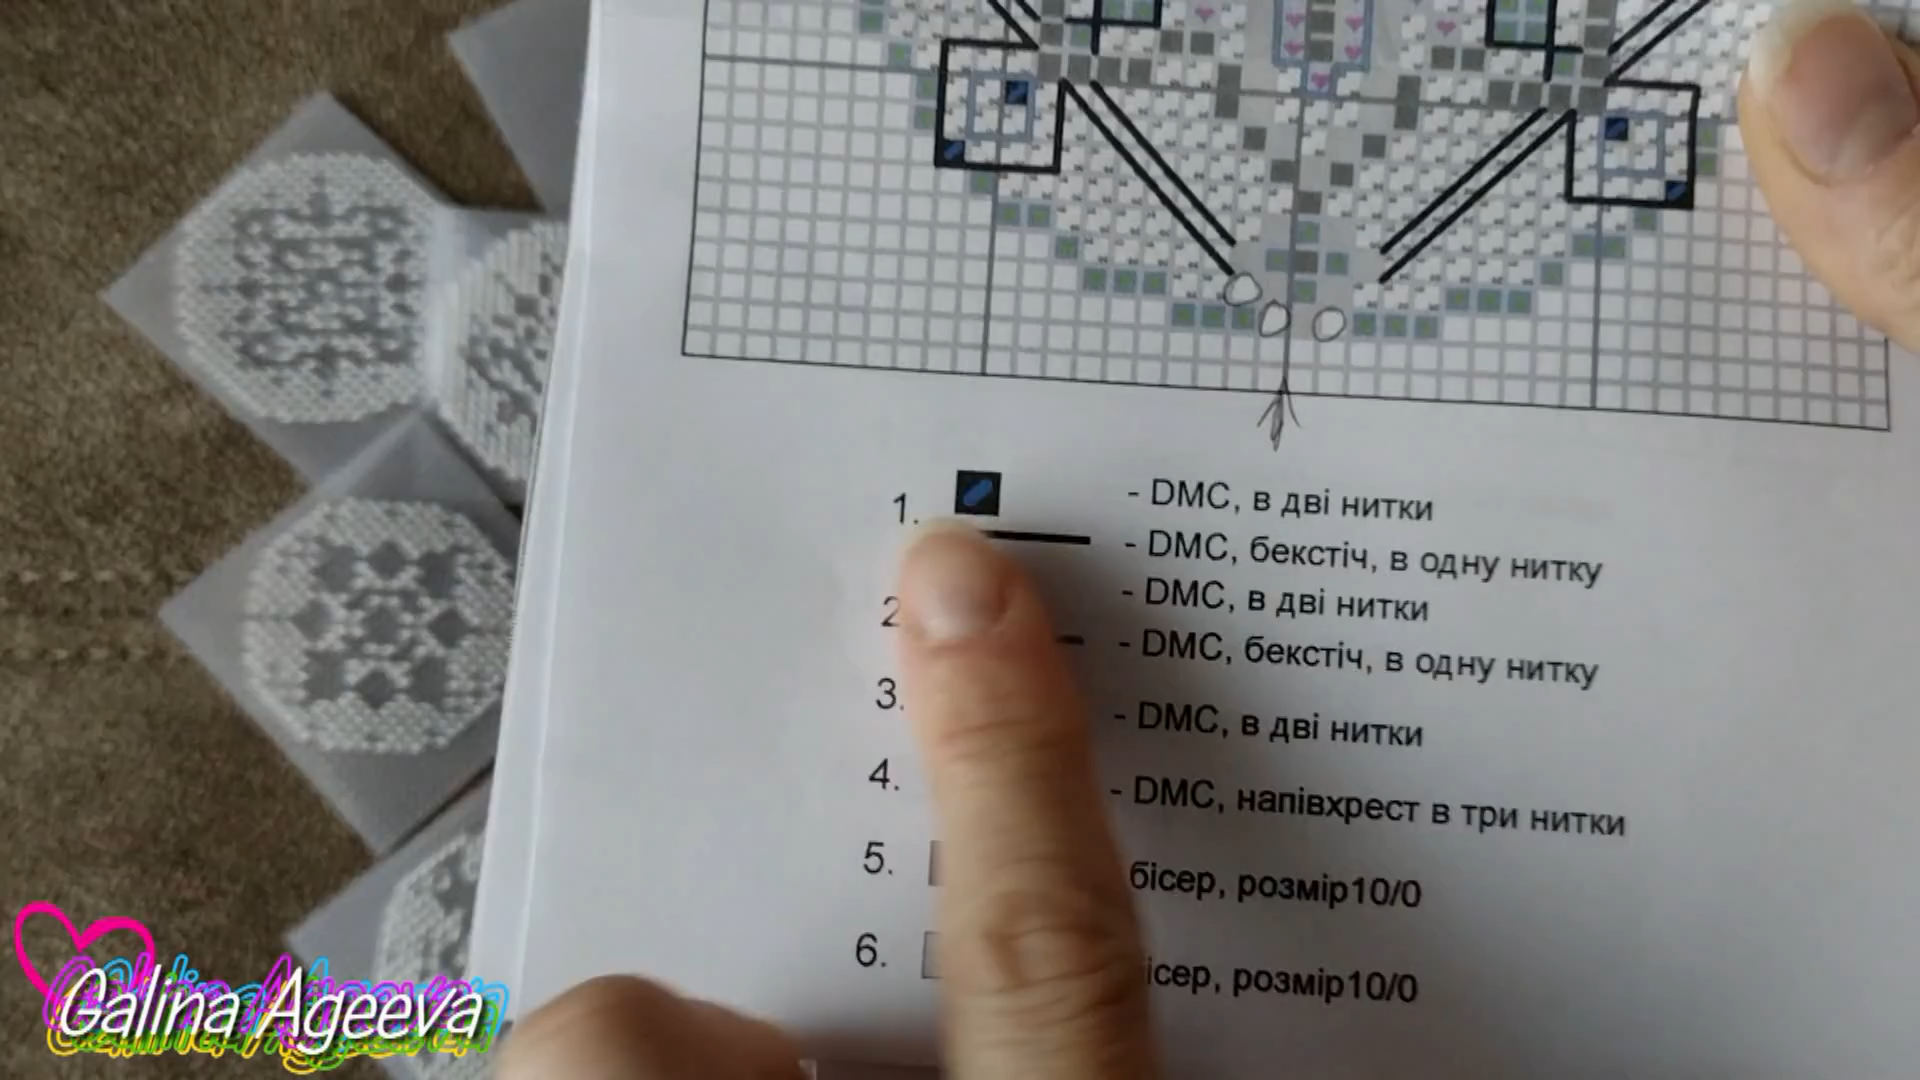 1. - DMC, в дві нитки
- DMC, бекстіч, в одну нитку
2 - DMC, в дві нитки
- DMC, бекстіч, в одну нитку
3. - DMC, в дві нитки
4. - DMC, напівхрест в три нитки
5. бісер, розмір10/0
6. ісер, розмір10/0
Galina Ageeva